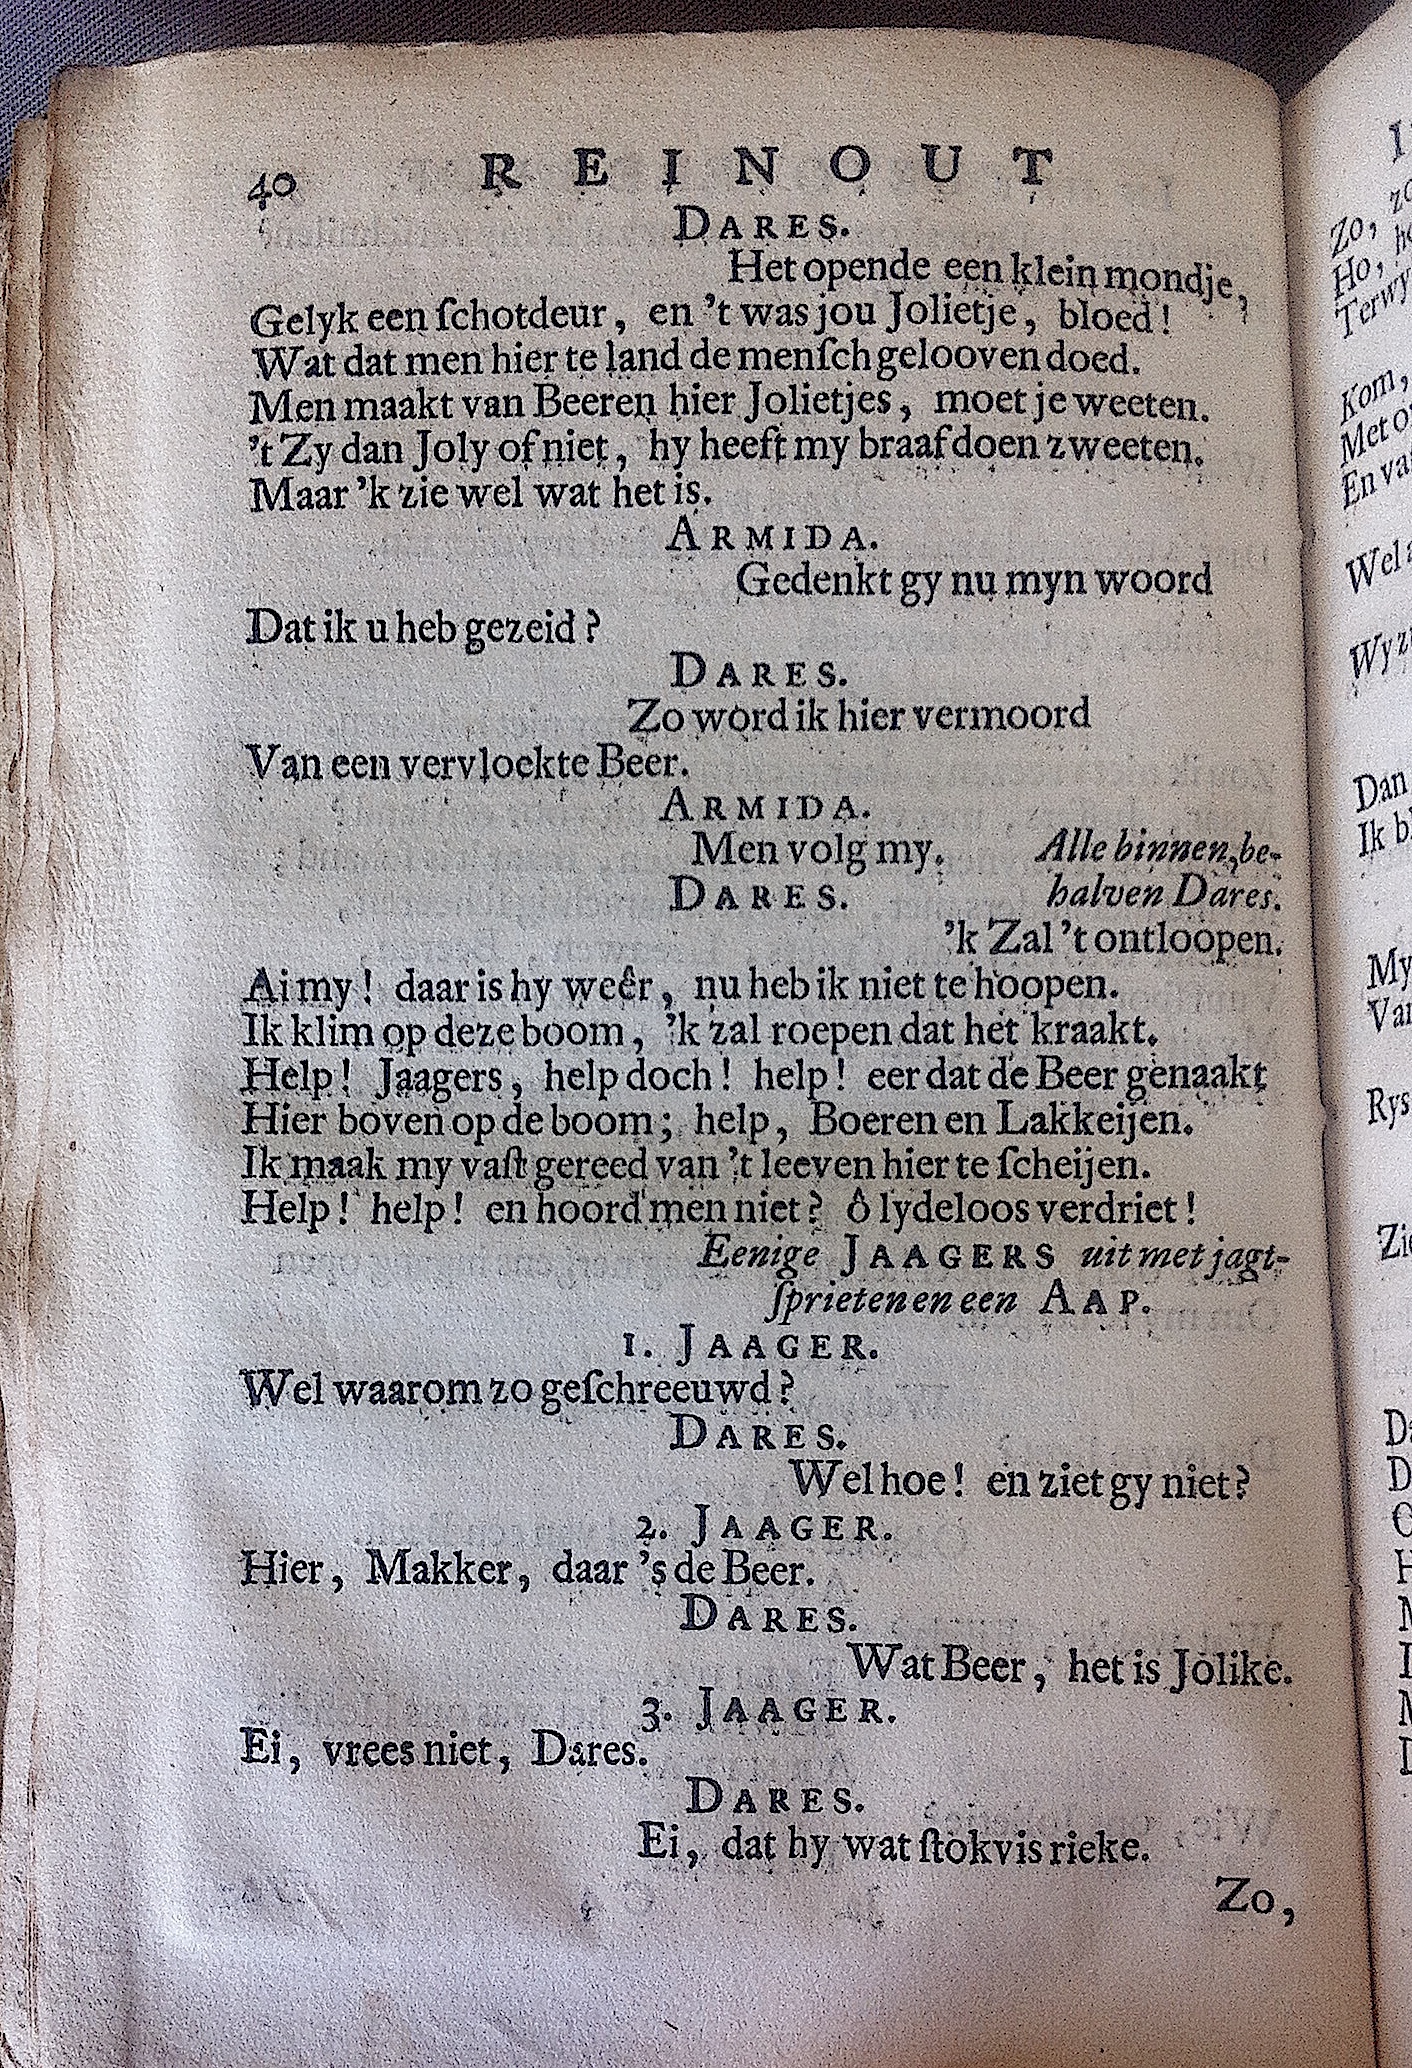 40 REINOUT
DARES.
Het opende een klein mondje,
Gelyk een ſchotdeur, en 't was jou Jolietje, bloed!
Wat dat men hier te land de menſch gelooven doed.
Men maakt van Beeren hier Jolietjes, moet je weeten.
't Zy dan Joly of niet, hy heeft my braaf doen zweeten.
Maar 'k zie wel wat het is.
ARMIDA.
Gedenkt gy nu myn woord
Dat ik u heb gezeid?
DARES.
Zo word ik hier vermoord
Van een vervloekte Beer.
ARMIDA.
Men volg my. Alle binnen, be-
DARES. halven Dares.
'k Zal 't ontloopen.
Ai my! daar is hy weêr, nu heb ik niet te hoopen.
Ik klim op deze boom, 'k zal roepen dat het kraakt.
Help! Jaagers, help doch! help! eer dat de Beer genaakt
Hier boven op de boom; help, Boeren en Lakkeijen.
Ik maak my vaſt gereed van 't leeven hier te ſcheijen.
Help! help! en hoord men niet? ô lydeloos verdriet!
Eenige JAAGERS uit met jagt-
ſprieten en een AAP.
1. JAAGER.
Wel waarom zo geſchreeuwd?
DARES.
Wel hoe! en ziet gy niet?
2. JAAGER.
Hier, Makker, daar 's de Beer.
DARES.
Wat Beer, het is Jolike.
3. JAAGER.
Ei, vrees niet, Dares.
DARES.
Ei, dat hy wat ſtokvis rieke.
Zo,
Zo,
Ho,
Kom,
Met
Dan
Ik